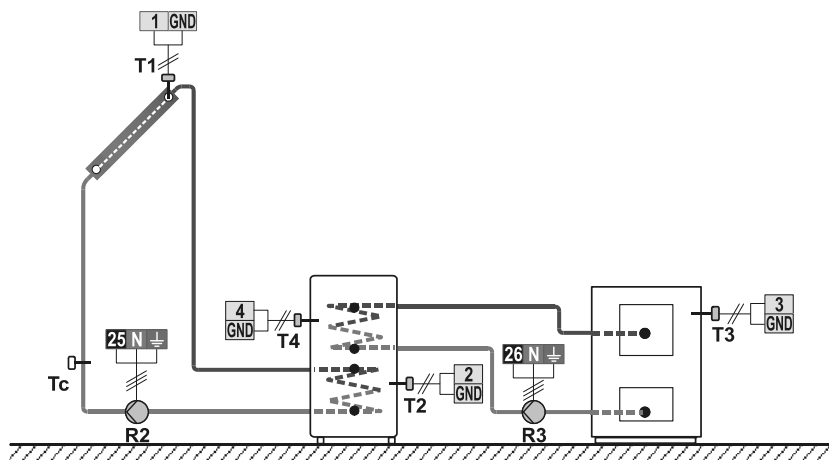 1 GND
T1
4
GND
T4
3
GND
T3
25 N ⏚
26 N ⏚
2
GND
T2
Tc
R2
R3